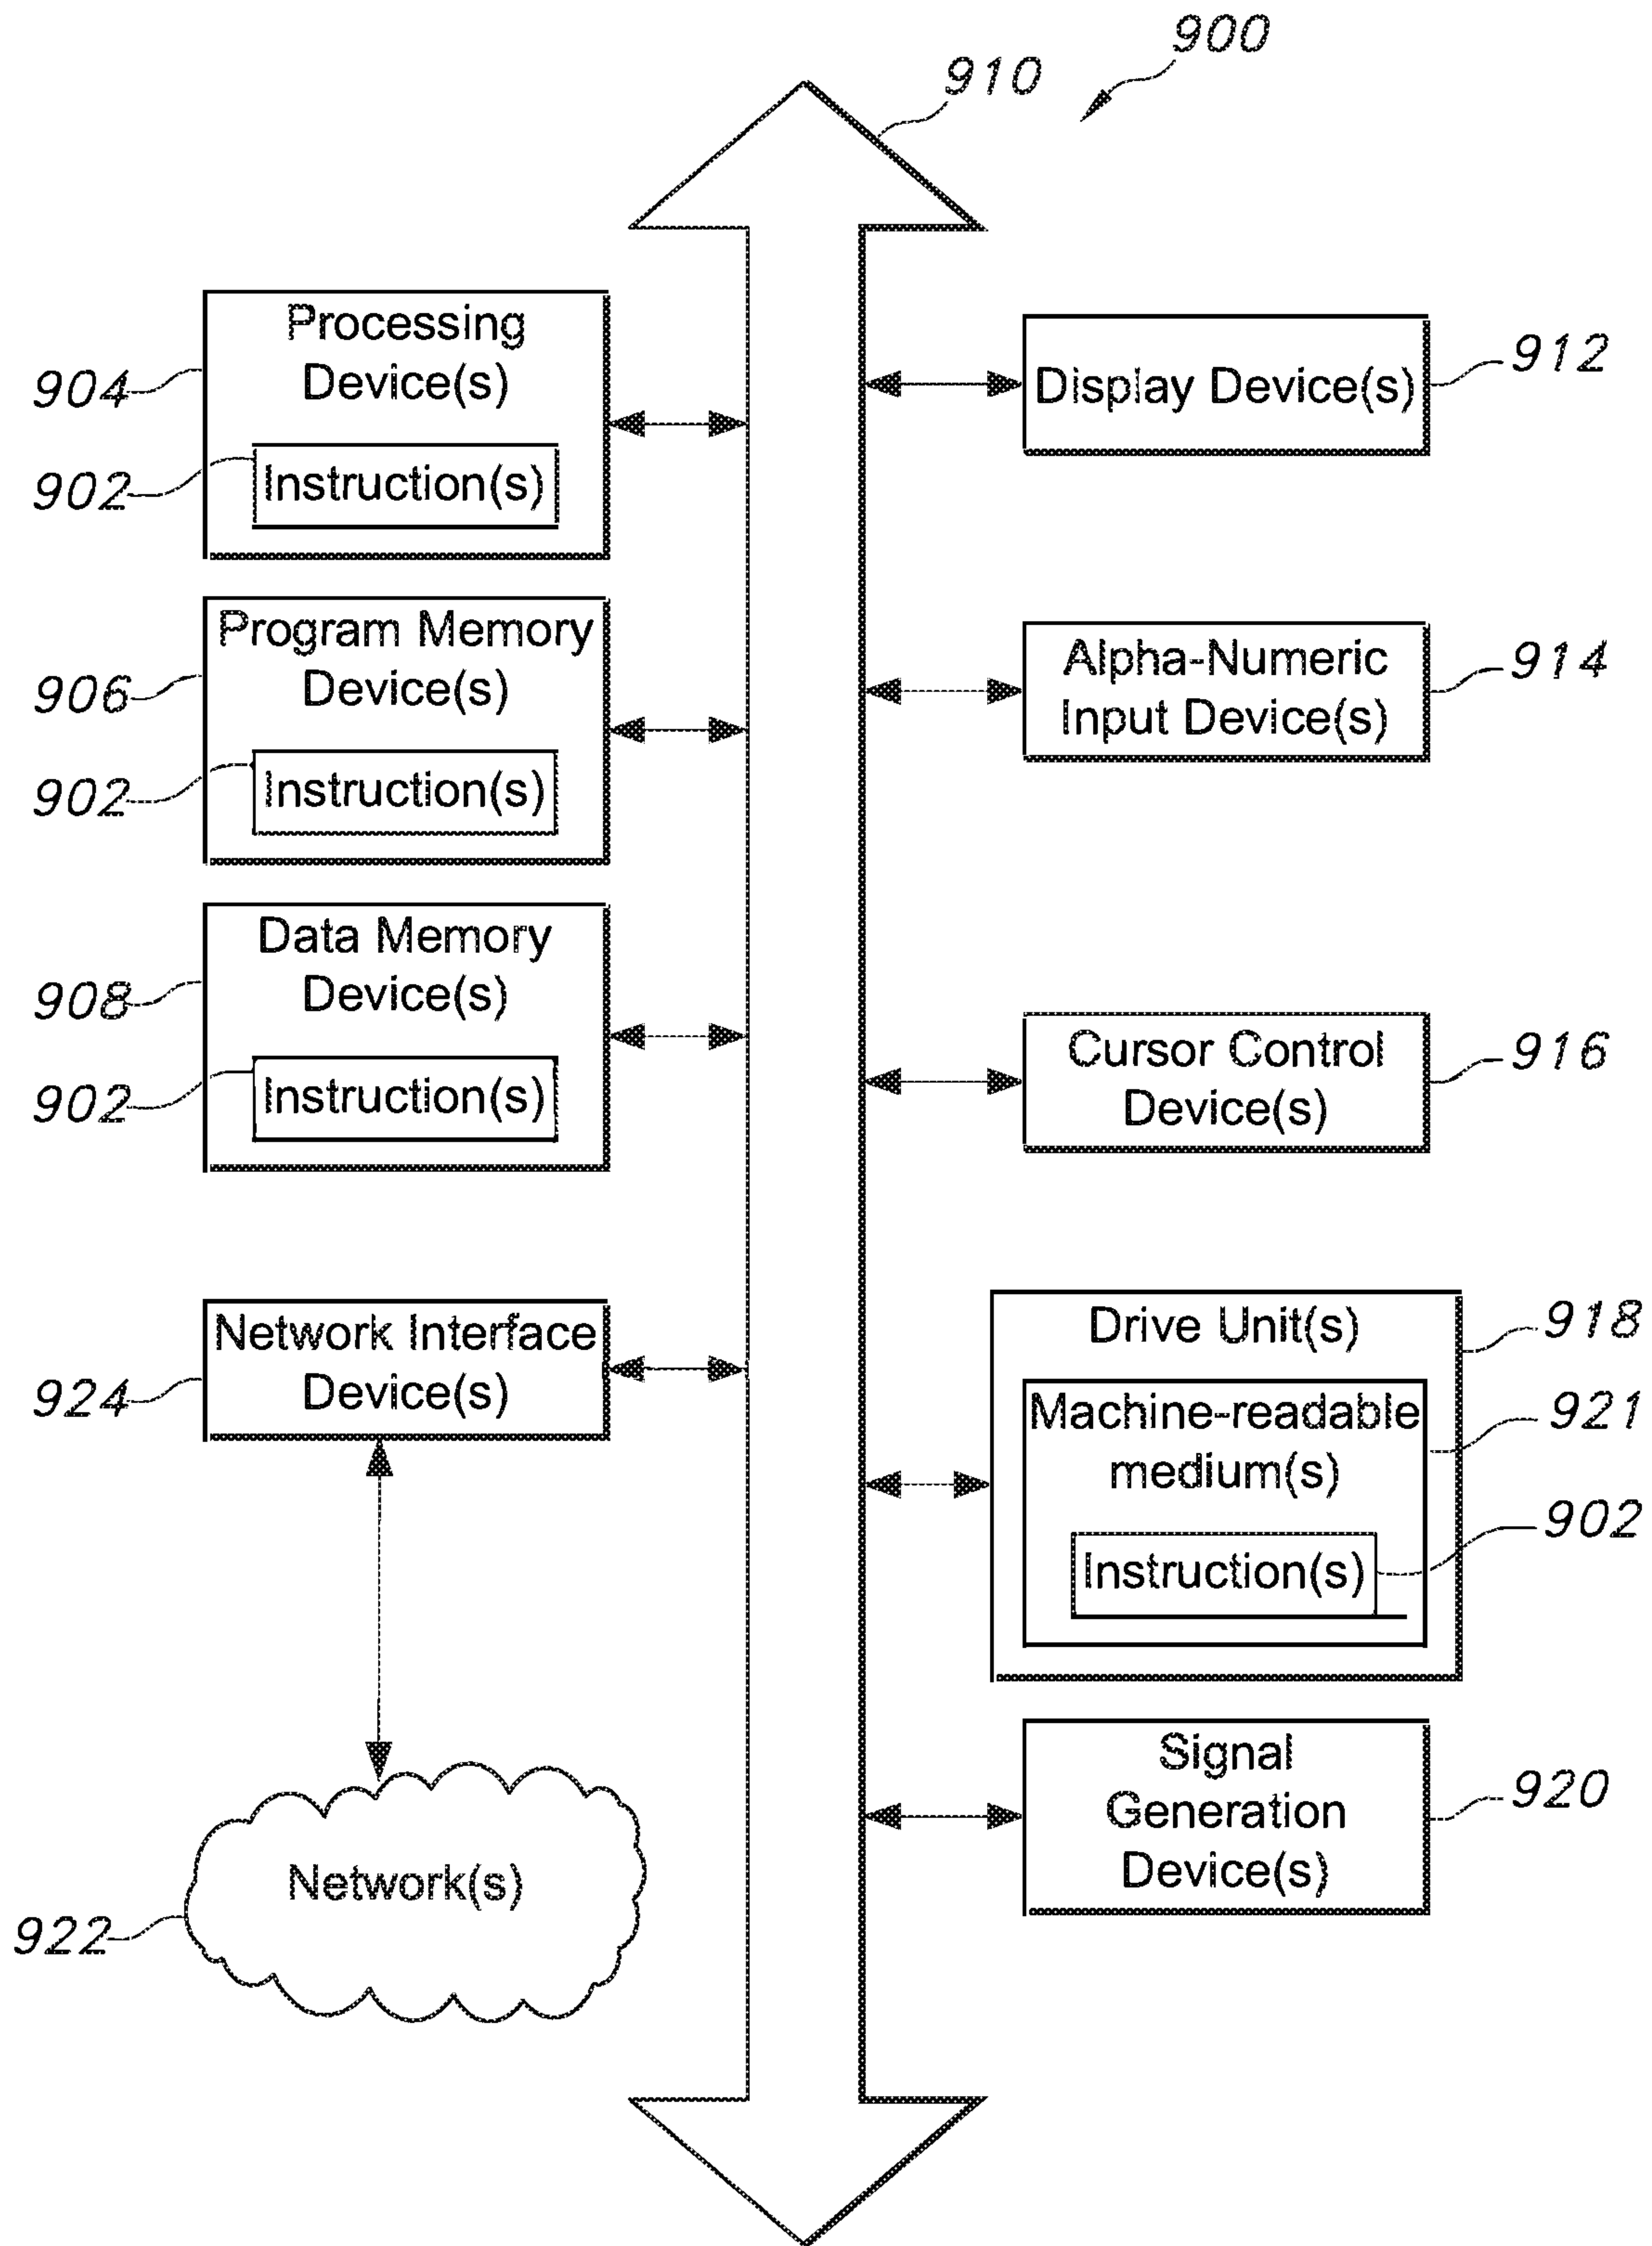 900
910
Processing
Device(s)
904
Instruction(s)
902
Program Memory
Device(s)
906
Instruction(s)
902
Data Memory
Device(s)
908
Instruction(s)
902
Network Interface
Device(s)
924
Network(s)
922
Display Device(s)
912
Alpha-Numeric
Input Device(s)
914
Cursor Control
Device(s)
916
Drive Unit(s)
918
Machine-readable
medium(s)
921
Instruction(s)
902
Signal
Generation
Device(s)
920